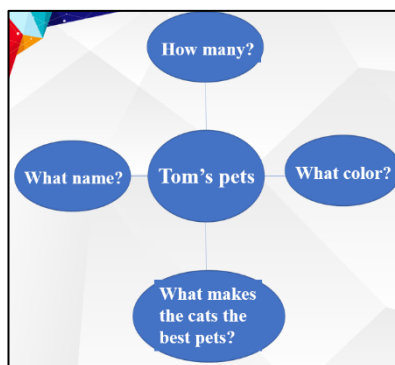 How many?
What name?
Tom's pets
What color?
What makes
the cats the
best pets?